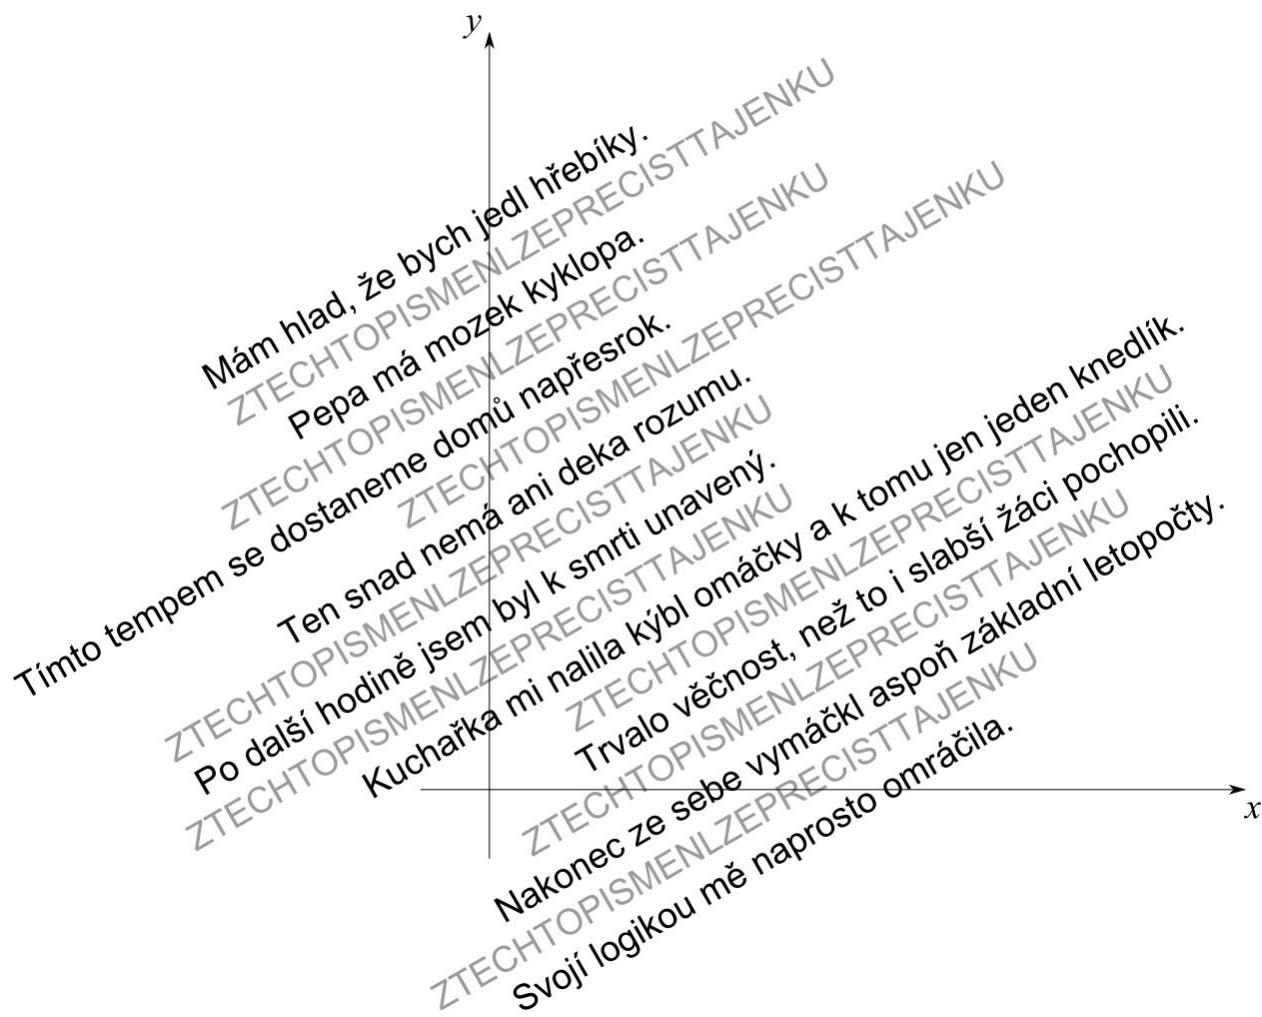 y
Mám hlad, že bych jedl hřebíky.
ZTECHTOPISMENLZEPRECISTTAJENKU
Pepa má mozek kyklopa.
ZTECHTOPISMENLZEPRECISTTAJENKU
Tímto tempem se dostaneme domů napřesrok.
ZTECHTOPISMENLZEPRECISTTAJENKU
Ten snad nemá ani deka rozumu.
ZTECHTOPISMENLZEPRECISTTAJENKU
Po další hodině jsem byl k smrti unavený.
ZTECHTOPISMENLZEPRECISTTAJENKU
Kuchařka mi nalila kýbl omáčky a k tomu jen jeden knedlík.
ZTECHTOPISMENLZEPRECISTTAJENKU
Trvalo věčnost, než to i slabší žáci pochopili.
ZTECHTOPISMENLZEPRECISTTAJENKU
Nakonec ze sebe vymáčkl aspoň základní letopočty.
ZTECHTOPISMENLZEPRECISTTAJENKU
Svojí logikou mě naprosto omráčila.
x